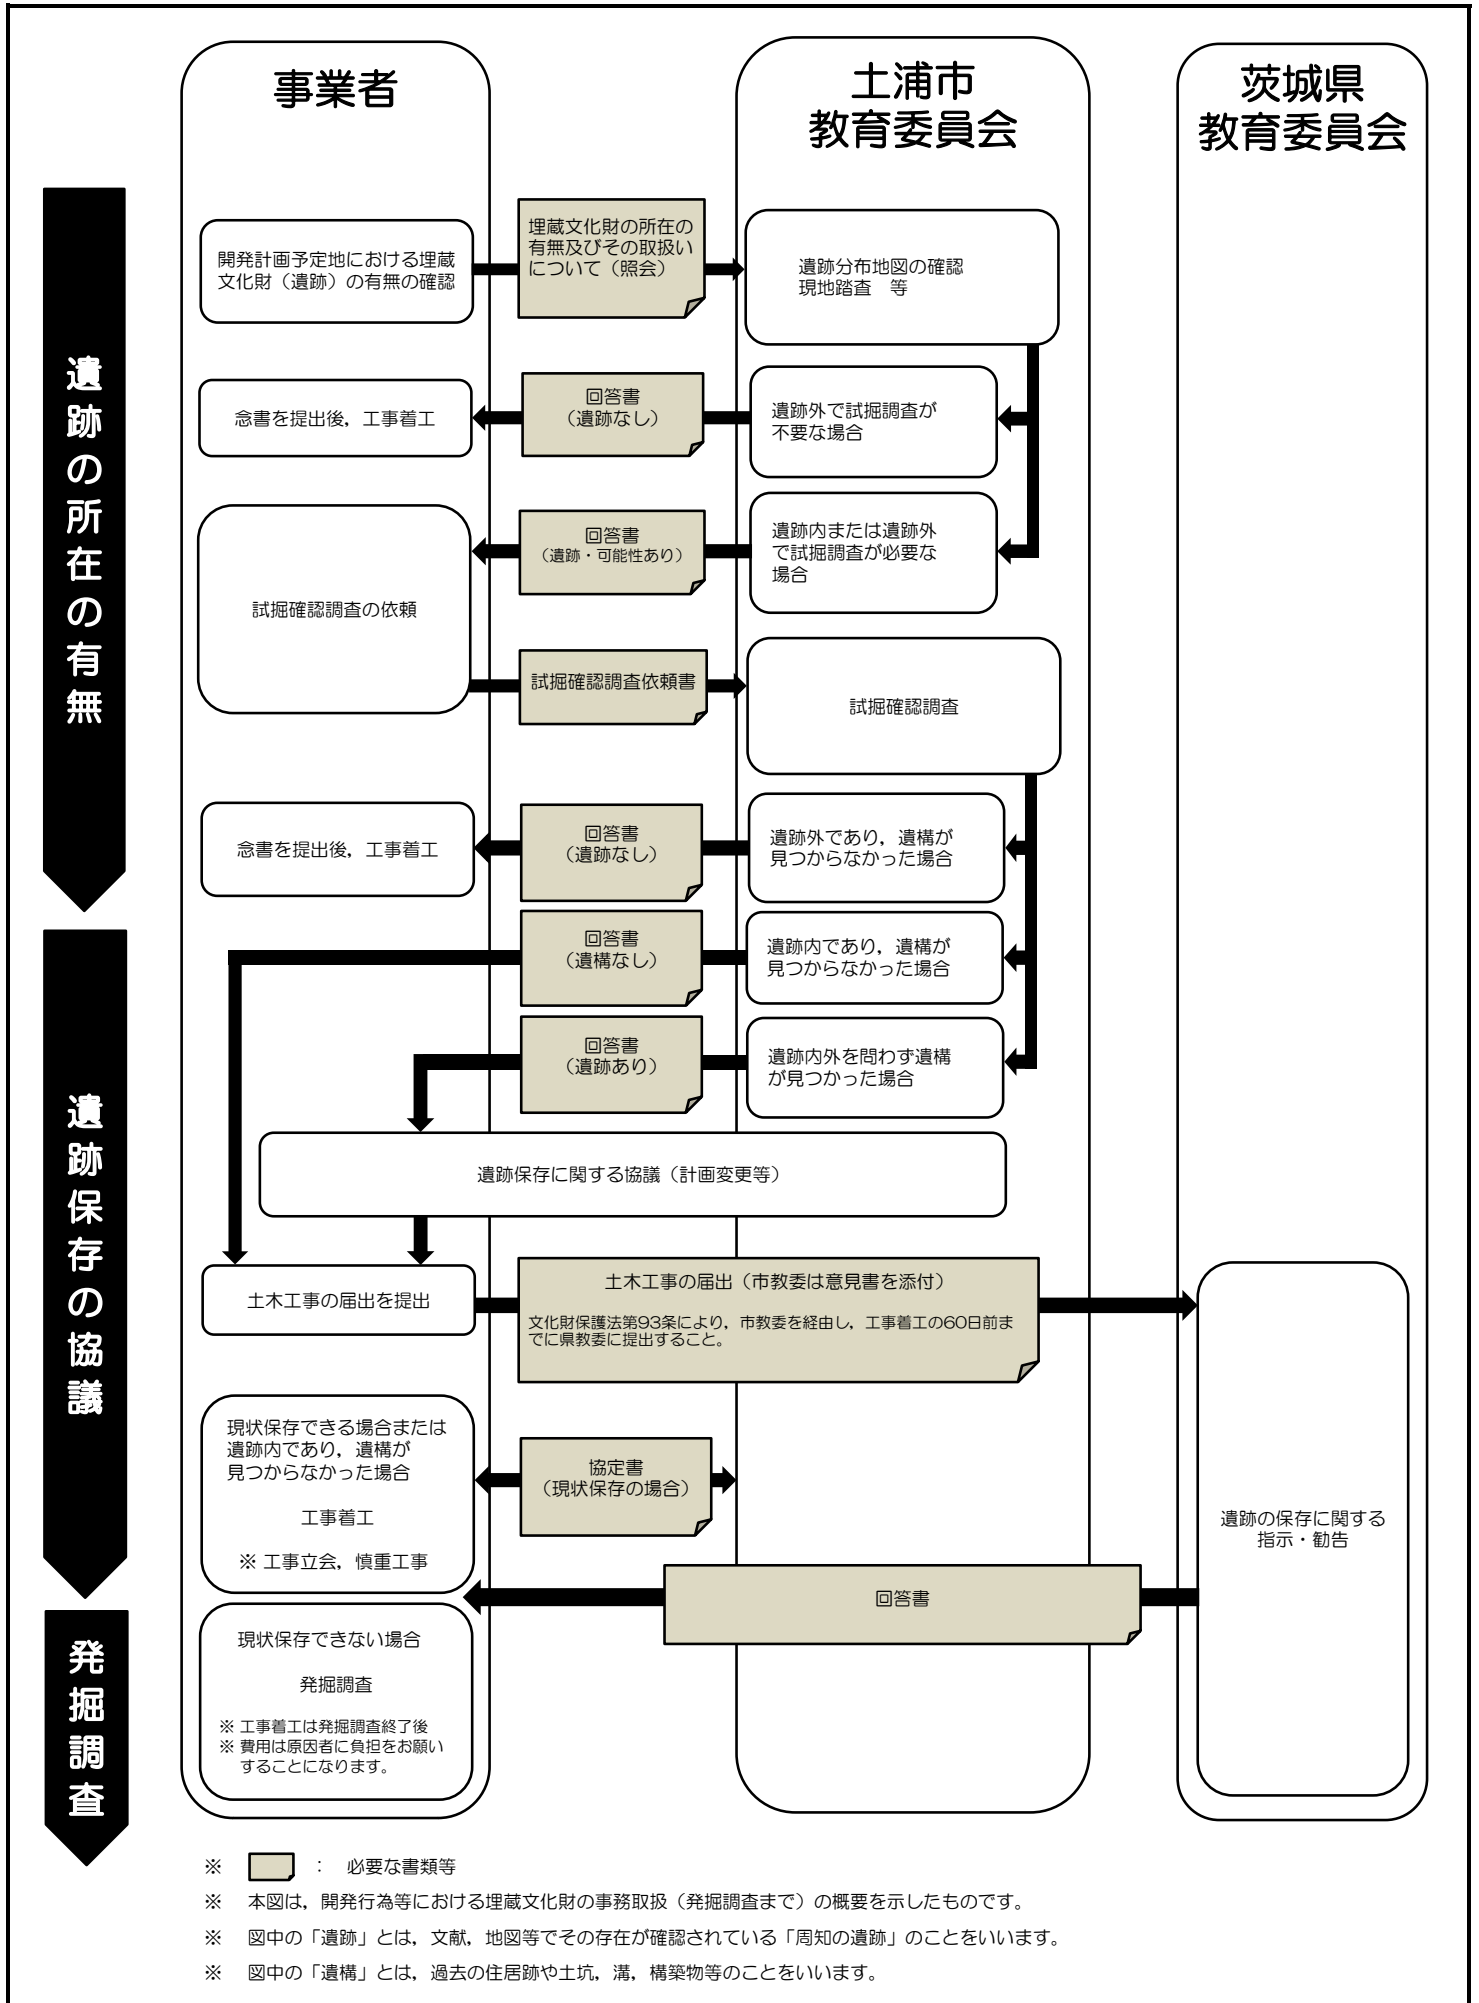 事業者
土浦市
教育委員会
茨城県
教育委員会
遺跡の所在の有無
開発計画予定地における埋蔵
文化財（遺跡）の有無の確認
埋蔵文化財の所在の
有無及びその取扱い
について（照会）
遺跡分布地図の確認
現地踏査　等
念書を提出後，工事着工
回答書
（遺跡なし）
遺跡外で試掘調査が
不要な場合
試掘確認調査の依頼
回答書
（遺跡・可能性あり）
遺跡内または遺跡外
で試掘調査が必要な
場合
試掘確認調査依頼書
試掘確認調査
念書を提出後，工事着工
回答書
（遺跡なし）
遺跡外であり，遺構が
見つからなかった場合
遺跡保存の協議
回答書
（遺構なし）
遺跡内であり，遺構が
見つからなかった場合
回答書
（遺跡あり）
遺跡内外を問わず遺構
が見つかった場合
遺跡保存に関する協議（計画変更等）
土木工事の届出を提出
土木工事の届出（市教委は意見書を添付）
文化財保護法第93条により，市教委を経由し，工事着工の60日前ま
でに県教委に提出すること。
現状保存できる場合または
遺跡内であり，遺構が
見つからなかった場合
工事着工
※ 工事立会，慎重工事
協定書
（現状保存の場合）
遺跡の保存に関する
指示・勧告
回答書
発掘調査
現状保存できない場合
発掘調査
※ 工事着工は発掘調査終了後
※ 費用は原因者に負担をお願い
することになります。
※　：　必要な書類等
※　本図は，開発行為等における埋蔵文化財の事務取扱（発掘調査まで）の概要を示したものです。
※　図中の「遺跡」とは，文献，地図等でその存在が確認されている「周知の遺跡」のことをいいます。
※　図中の「遺構」とは，過去の住居跡や土坑，溝，構築物等のことをいいます。